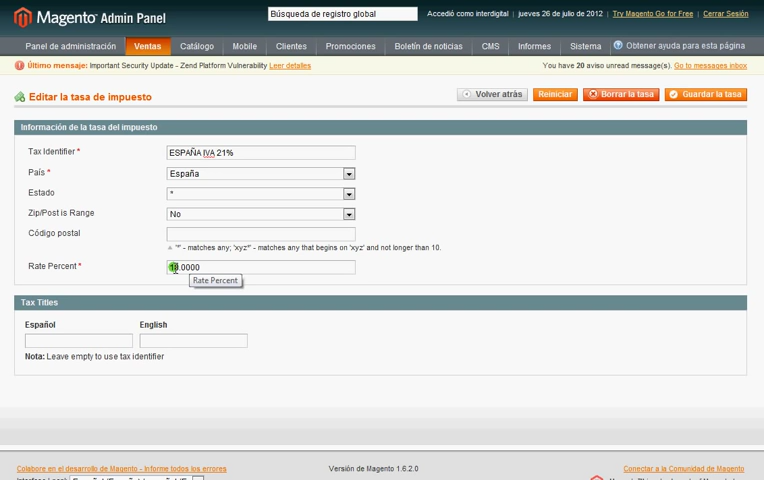 Magento Admin Panel
Búsqueda de registro global
Accedió como interdigital | jueves 26 de julio de 2012 | Try Magento Go for Free | Cerrar Sesión
Panel de administración Ventas Catálogo Mobile Clientes Promociones Boletín de noticias CMS Informes Sistema Obtener ayuda para esta página
Último mensaje: Important Security Update - Zend Platform Vulnerability Leer detalles
You have 20 aviso unread message(s). Go to messages inbox
Editar la tasa de impuesto
Volver atrás Reiniciar Borrar la tasa Guardar la tasa
Información de la tasa del impuesto
Tax Identifier * ESPAÑA IVA 21%
País * España
Estado *
Zip/Post is Range No
Código postal
'*' - matches any; 'xyz*' - matches any that begins on 'xyz' and not longer than 10.
Rate Percent * 18.0000
Rate Percent
Tax Titles
Español English
Nota: Leave empty to use tax identifier
Colabore en el desarrollo de Magento - Informe todos los errores
Versión de Magento 1.6.2.0
Conectar a la Comunidad de Magento